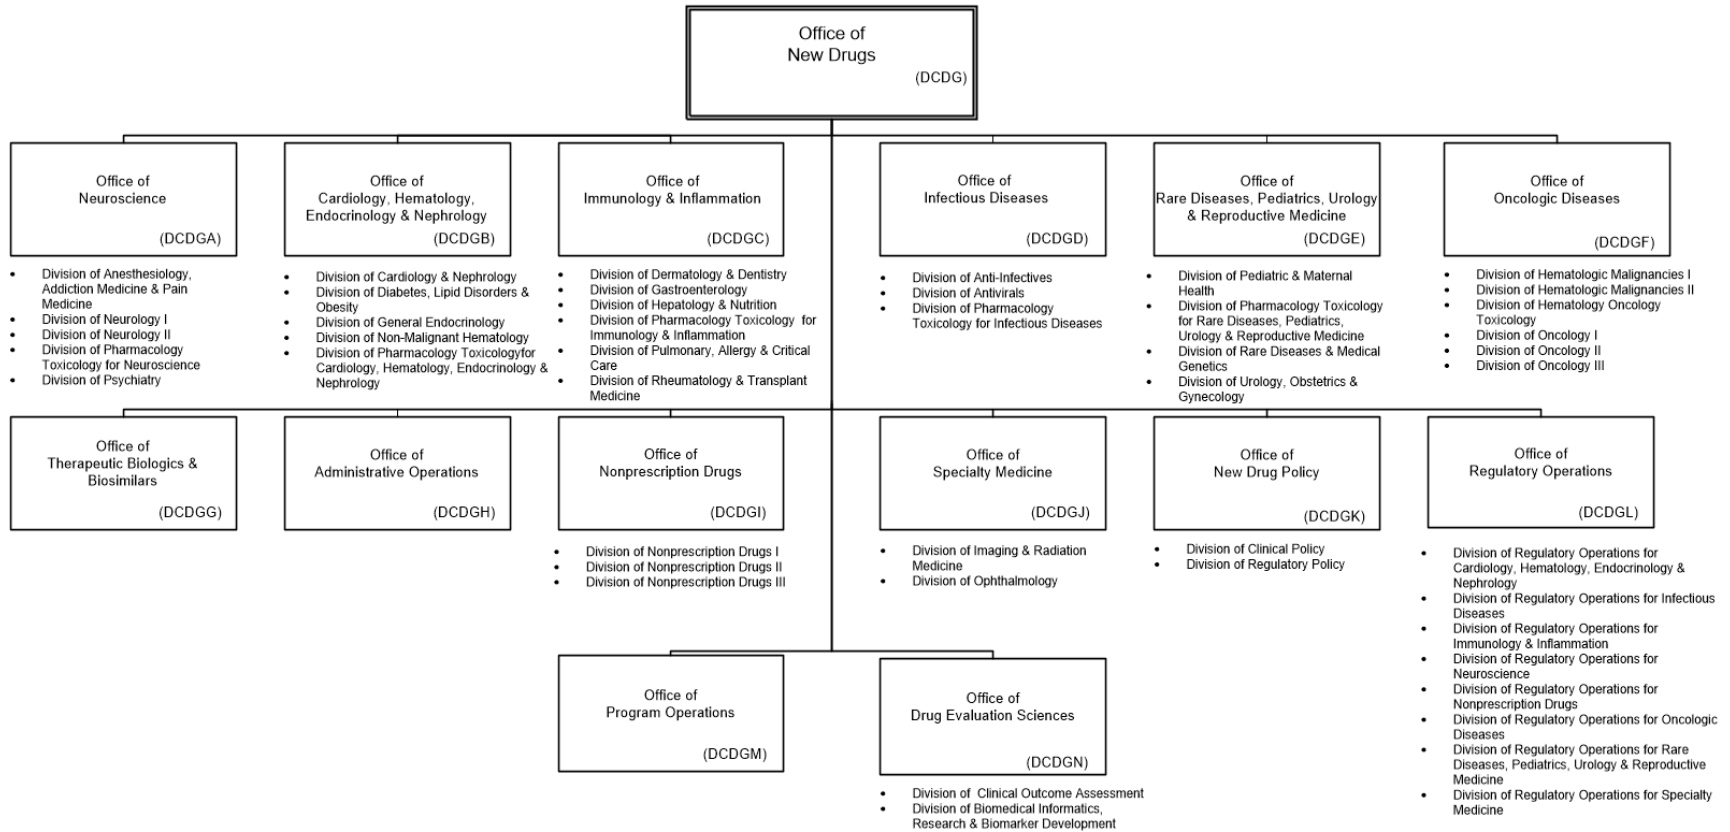 Office of
New Drugs
(DCDG)
Office of
Neuroscience
(DCDGA)
• Division of Anesthesiology,
Addiction Medicine & Pain
Medicine
• Division of Neurology I
• Division of Neurology II
• Division of Pharmacology
Toxicology for Neuroscience
• Division of Psychiatry
Office of
Cardiology, Hematology,
Endocrinology & Nephrology
(DCDGB)
• Division of Cardiology & Nephrology
• Division of Diabetes, Lipid Disorders &
Obesity
• Division of General Endocrinology
• Division of Non-Malignant Hematology
• Division of Pharmacology Toxicologyfor
Cardiology, Hematology, Endocrinology &
Nephrology
Office of
Immunology & Inflammation
(DCDGC)
• Division of Dermatology & Dentistry
• Division of Gastroenterology
• Division of Hepatology & Nutrition
• Division of Pharmacology Toxicology for
Immunology & Inflammation
• Division of Pulmonary, Allergy & Critical
Care
• Division of Rheumatology & Transplant
Medicine
Office of
Infectious Diseases
(DCDGD)
• Division of Anti-Infectives
• Division of Antivirals
• Division of Pharmacology
Toxicology for Infectious Diseases
Office of
Rare Diseases, Pediatrics, Urology
& Reproductive Medicine
(DCDGE)
• Division of Pediatric & Maternal
Health
• Division of Pharmacology Toxicology
for Rare Diseases, Pediatrics,
Urology & Reproductive Medicine
• Division of Rare Diseases & Medical
Genetics
• Division of Urology, Obstetrics &
Gynecology
Office of
Oncologic Diseases
(DCDGF)
• Division of Hematologic Malignancies I
• Division of Hematologic Malignancies II
• Division of Hematology Oncology
Toxicology
• Division of Oncology I
• Division of Oncology II
• Division of Oncology III
Office of
Therapeutic Biologics &
Biosimilars
(DCDGG)
Office of
Administrative Operations
(DCDGH)
Office of
Nonprescription Drugs
(DCDGI)
• Division of Nonprescription Drugs I
• Division of Nonprescription Drugs II
• Division of Nonprescription Drugs III
Office of
Specialty Medicine
(DCDGJ)
• Division of Imaging & Radiation
Medicine
• Division of Ophthalmology
Office of
New Drug Policy
(DCDGK)
• Division of Clinical Policy
• Division of Regulatory Policy
Office of
Regulatory Operations
(DCDGL)
• Division of Regulatory Operations for
Cardiology, Hematology, Endocrinology &
Nephrology
• Division of Regulatory Operations for Infectious
Diseases
• Division of Regulatory Operations for
Immunology & Inflammation
• Division of Regulatory Operations for
Neuroscience
• Division of Regulatory Operations for
Nonprescription Drugs
• Division of Regulatory Operations for Oncologic
Diseases
• Division of Regulatory Operations for Rare
Diseases, Pediatrics, Urology & Reproductive
Medicine
• Division of Regulatory Operations for Specialty
Medicine
Office of
Program Operations
(DCDGM)
Office of
Drug Evaluation Sciences
(DCDGN)
• Division of Clinical Outcome Assessment
• Division of Biomedical Informatics,
Research & Biomarker Development